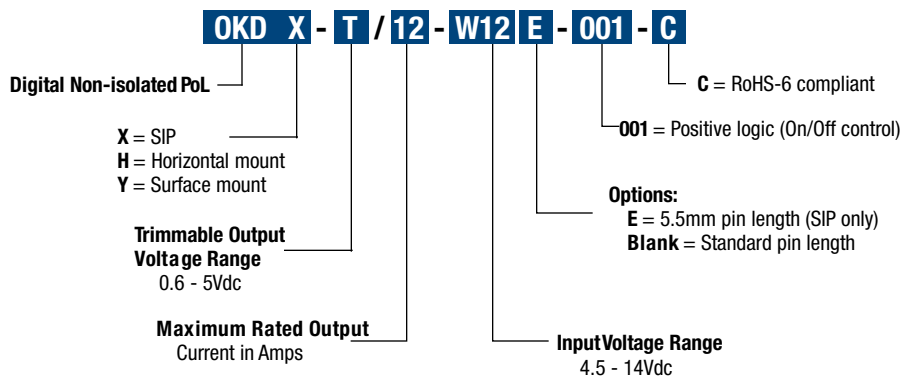 OKD X - T / 12 - W12 E - 001 - C
Digital Non-isolated PoL
C = RoHS-6 compliant
X = SIP
H = Horizontal mount
Y = Surface mount
001 = Positive logic (On/Off control)
Options:
E = 5.5mm pin length (SIP only)
Blank = Standard pin length
Trimmable Output
Voltage Range
0.6 - 5Vdc
Maximum Rated Output
Current in Amps
Input Voltage Range
4.5 - 14Vdc